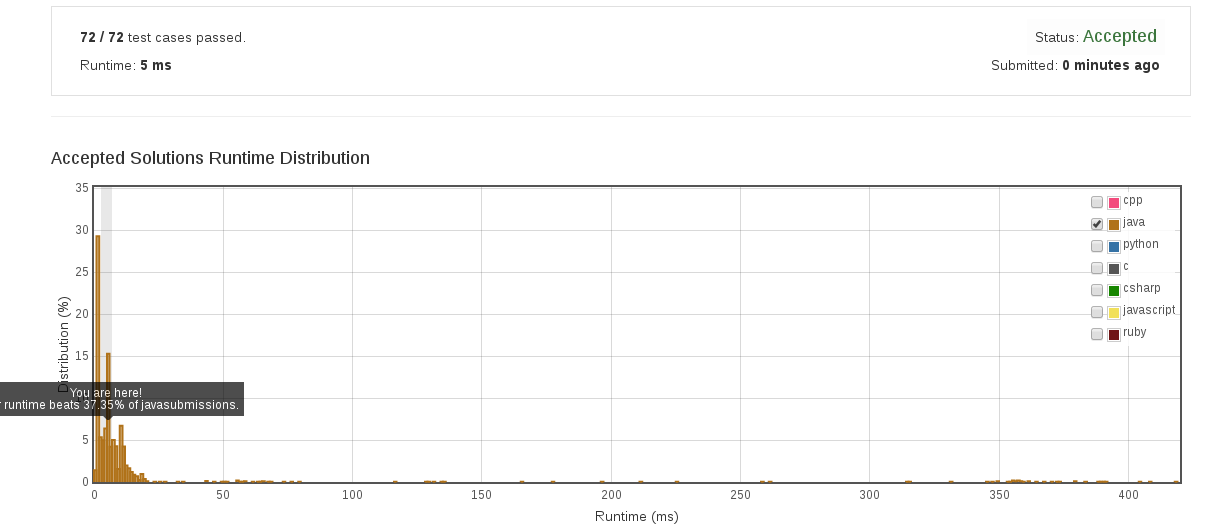 72 / 72 test cases passed.
Status: Accepted
Runtime: 5 ms
Submitted: 0 minutes ago
Accepted Solutions Runtime Distribution
35
30
25
20
15
5
0
Distribution (%)
You are here!
runtime beats 37.35% of javasubmissions.
cpp
java
python
c
csharp
javascript
ruby
0
50
100
150
200
250
300
350
400
Runtime (ms)